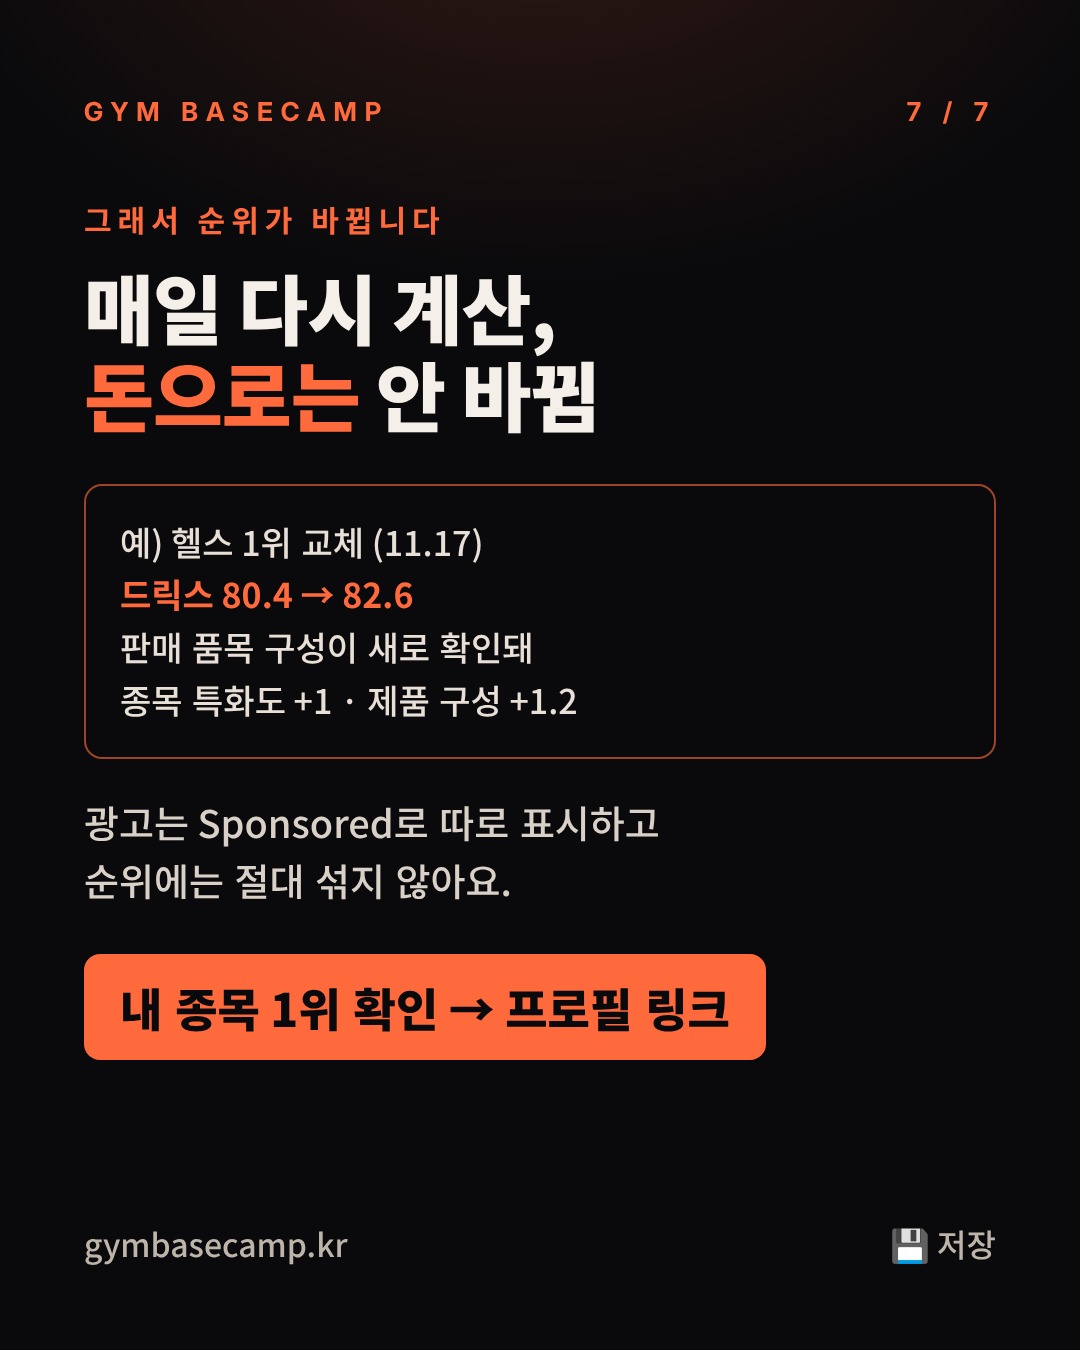 GYM BASECAMP
7 / 7
그래서 순위가 바뀝니다
매일 다시 계산,
돈으로는 안 바뀜
예) 헬스 1위 교체 (11.17)
드릭스 80.4 → 82.6
판매 품목 구성이 새로 확인돼
종목 특화도 +1 · 제품 구성 +1.2
광고는 Sponsored로 따로 표시하고
순위에는 절대 섞지 않아요.
내 종목 1위 확인 → 프로필 링크
gymbasecamp.kr
💾 저장